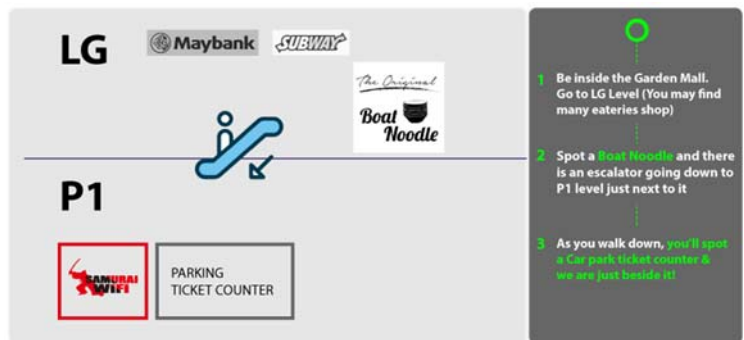 LG
Maybank
SUBWAY
The Original
Boat
Noodle
P1
SAMURAI
WIFI
PARKING
TICKET COUNTER
1 Be inside the Garden Mall.
Go to LG Level (You may find
many eateries shop)
2 Spot a Boat Noodle and there
is an escalator going down to
P1 level just next to it
3 As you walk down, you'll spot
a Car park ticket counter &
we are just beside it!